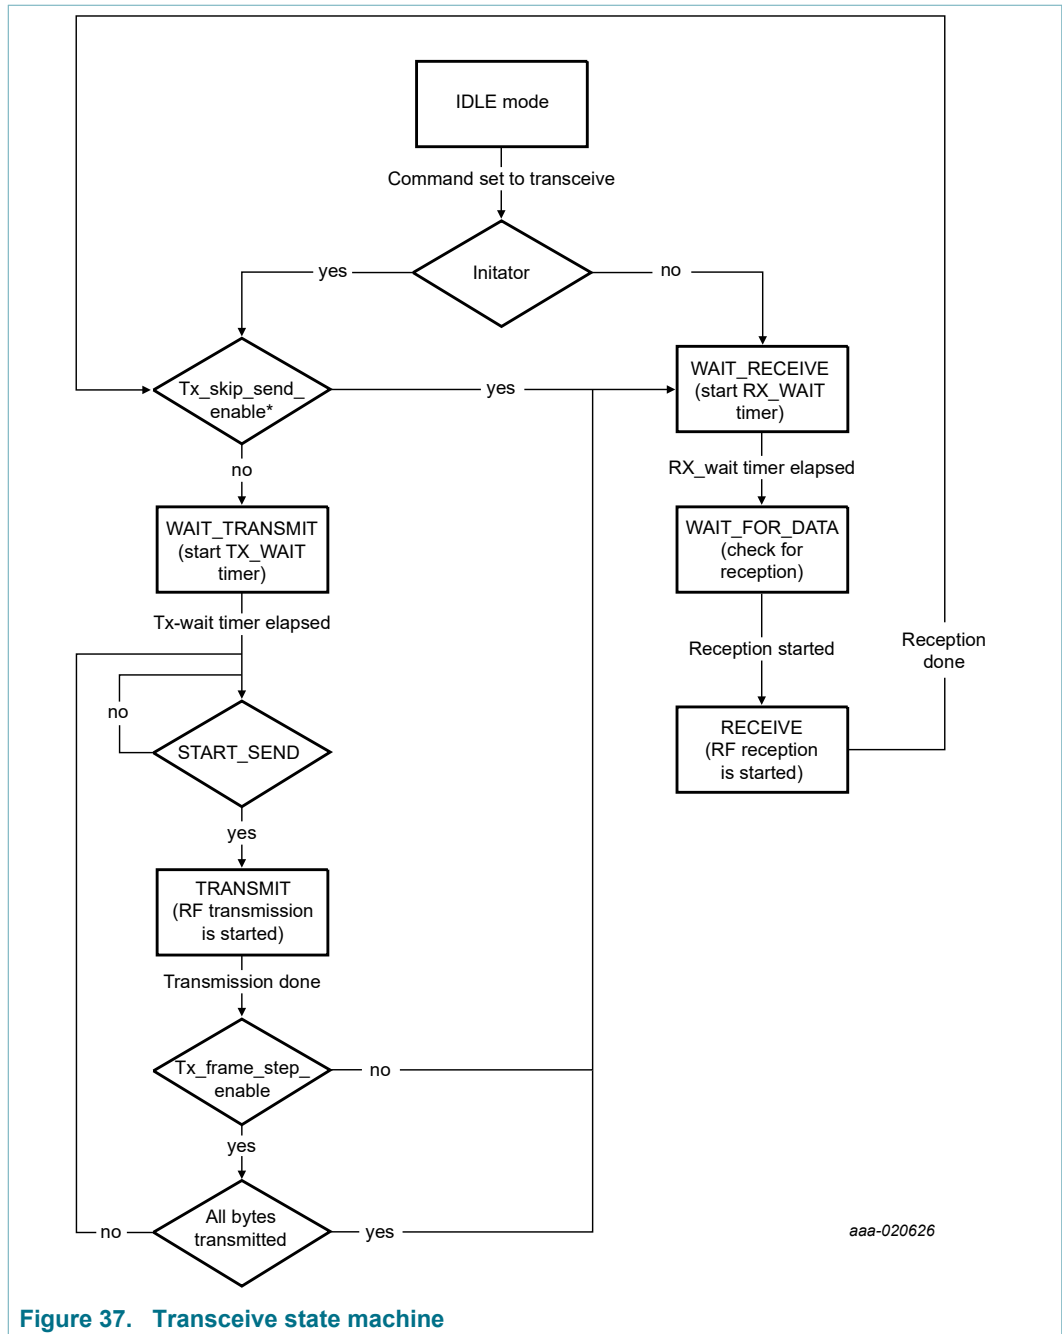 IDLE mode
Command set to transceive
Initator
yes
no
Tx_skip_send_
enable*
yes
no
WAIT_RECEIVE
(start RX_WAIT
timer)
RX_wait timer elapsed
WAIT_TRANSMIT
(start TX_WAIT
timer)
WAIT_FOR_DATA
(check for
reception)
Tx-wait timer elapsed
Reception started
Reception
done
no
START_SEND
yes
RECEIVE
(RF reception
is started)
TRANSMIT
(RF transmission
is started)
Transmission done
Tx_frame_step_
enable
no
yes
All bytes
transmitted
no
yes
aaa-020626
Figure 37. Transceive state machine